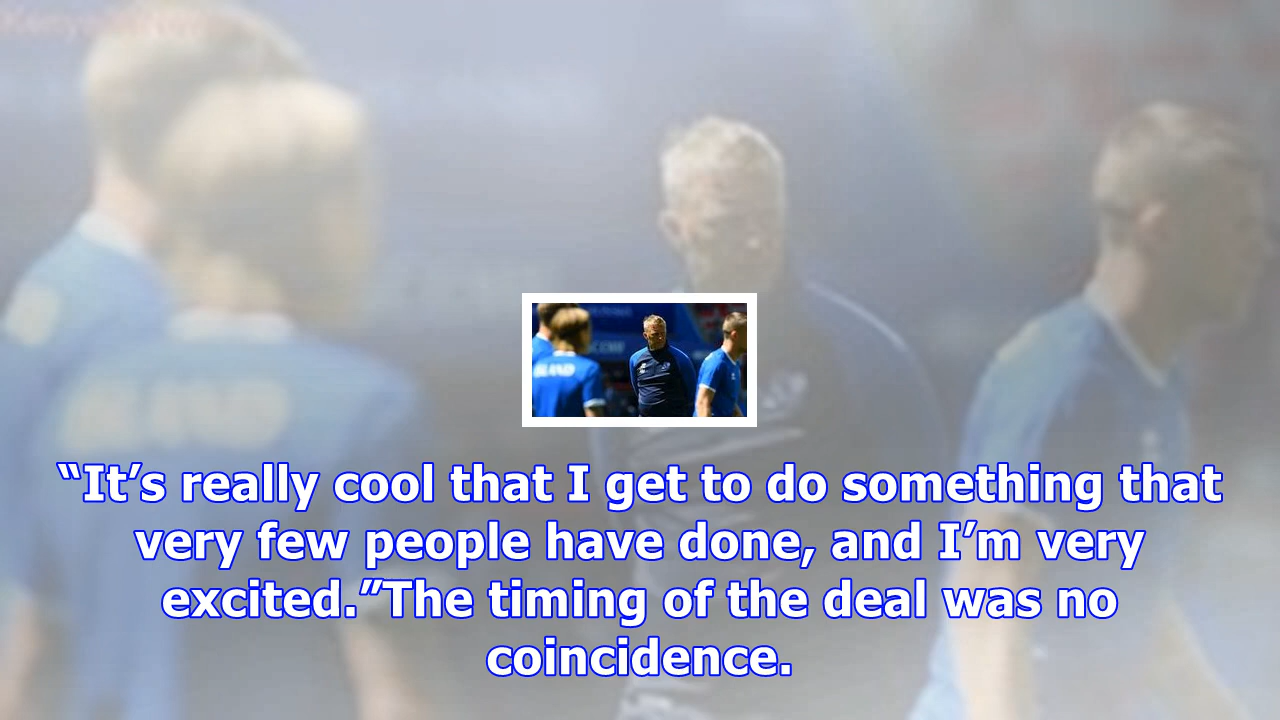 “It’s really cool that I get to do something that
very few people have done, and I’m very
excited.”The timing of the deal was no
coincidence.